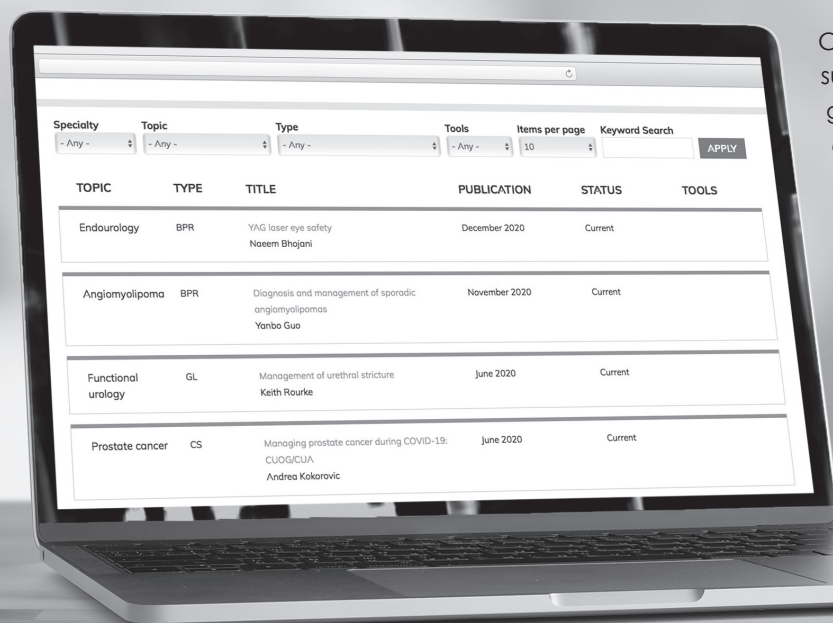 Specialty Topic Type Tools Items per page Keyword Search
- Any - - Any - - Any - - Any - 10 APPLY
TOPIC TYPE TITLE PUBLICATION STATUS TOOLS
Endourology BPR YAG laser eye safety December 2020 Current
Naeem Bhojani
Angiomyolipoma BPR Diagnosis and management of sporadic November 2020 Current
angiomyolipomas
Yanbo Guo
Functional GL Management of urethral stricture June 2020 Current
urology Keith Rourke
Prostate cancer CS Managing prostate cancer during COVID-19: June 2020 Current
CUOG/CUA
Andrea Kokorovic